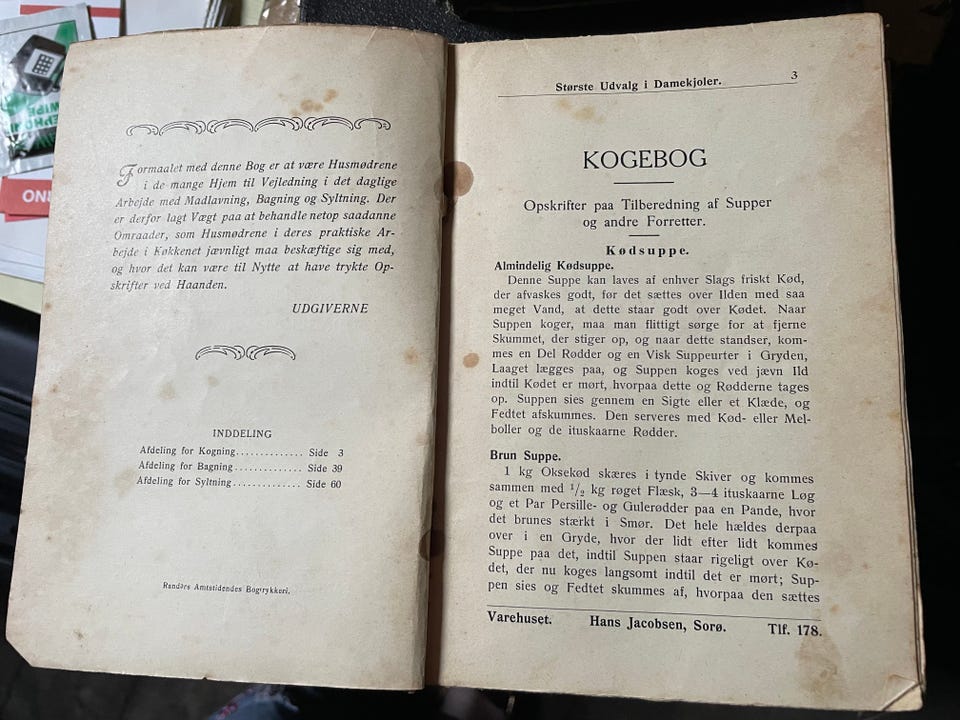 Formaalet med denne Bog er at være Husmødrene
i de mange Hjem til Vejledning i det daglige
Arbejde med Madlavning, Bagning og Syltning. Der
er derfor lagt Vægt paa at behandle netop saadanne
Omraader, som Husmødrene i deres praktiske Ar-
bejde i Køkkenet jævnligt maa beskæftige sig med,
og hvor det kan være til Nytte at have trykte Op-
skrifter ved Haanden.
UDGIVERNE
INDDELING
Afdeling for Kogning.............. Side 3
Afdeling for Bagning.............. Side 39
Afdeling for Syltning.............. Side 60
Randers Amtstidendes Bogtrykkeri.
Største Udvalg i Damekjoler. 3
KOGEBOG
Opskrifter paa Tilberedning af Supper
og andre Forretter.
Kødsuppe.
Almindelig Kødsuppe.
Denne Suppe kan laves af enhver Slags friskt Kød,
der afvaskes godt, før det sættes over Ilden med saa
meget Vand, at dette staar godt over Kødet. Naar
Suppen koger, maa man flittigt sørge for at fjerne
Skummet, der stiger op, og naar dette standser, kom-
mes en Del Rødder og en Visk Suppeurter i Gryden,
Laaget lægges paa, og Suppen koges ved jævn Ild
indtil Kødet er mørt, hvorpaa dette og Rødderne tages
op. Suppen sies gennem en Sigte eller et Klæde, og
Fedtet afskummes. Den serveres med Kød- eller Mel-
boller og de ituskaarne Rødder.
Brun Suppe.
1 kg Oksekød skæres i tynde Skiver og kommes
sammen med 1/2 kg røget Flæsk, 3—4 ituskaarne Løg
og et Par Persille- og Gulerødder paa en Pande, hvor
det brunes stærkt i Smør. Det hele hældes derpaa
over i en Gryde, hvor der lidt efter lidt kommes
Suppe paa det, indtil Suppen staar rigeligt over Kø-
det, der nu koges langsomt indtil det er mørt; Sup-
pen sies og Fedtet skummes af, hvorpaa den sættes
Varehuset. Hans Jacobsen, Sorø. Tlf. 178.